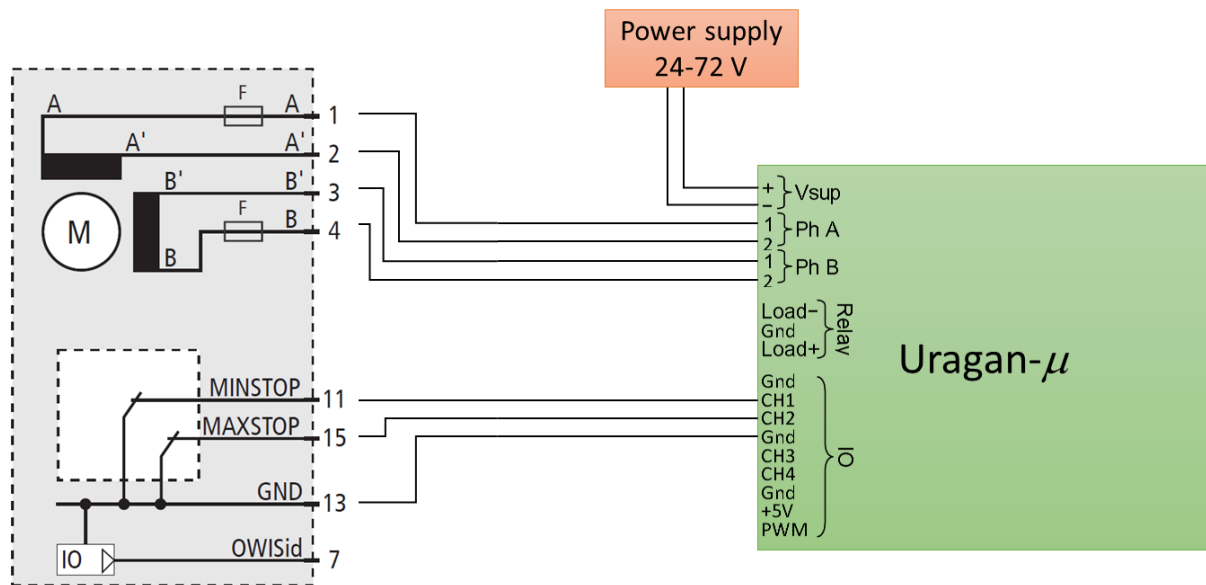 Power supply
24-72 V
A
F
A
1
A'
A'
2
B'
B'
3
M
F
B
4
B
MINSTOP
11
MAXSTOP
15
GND
13
IO
OWISid
7
+
Vsup
−
1
Ph A
2
1
Ph B
2
Load−
Gnd
Load+
Relay
Gnd
CH1
CH2
Gnd
CH3
CH4
Gnd
+5V
PWM
IO
Uragan-μ